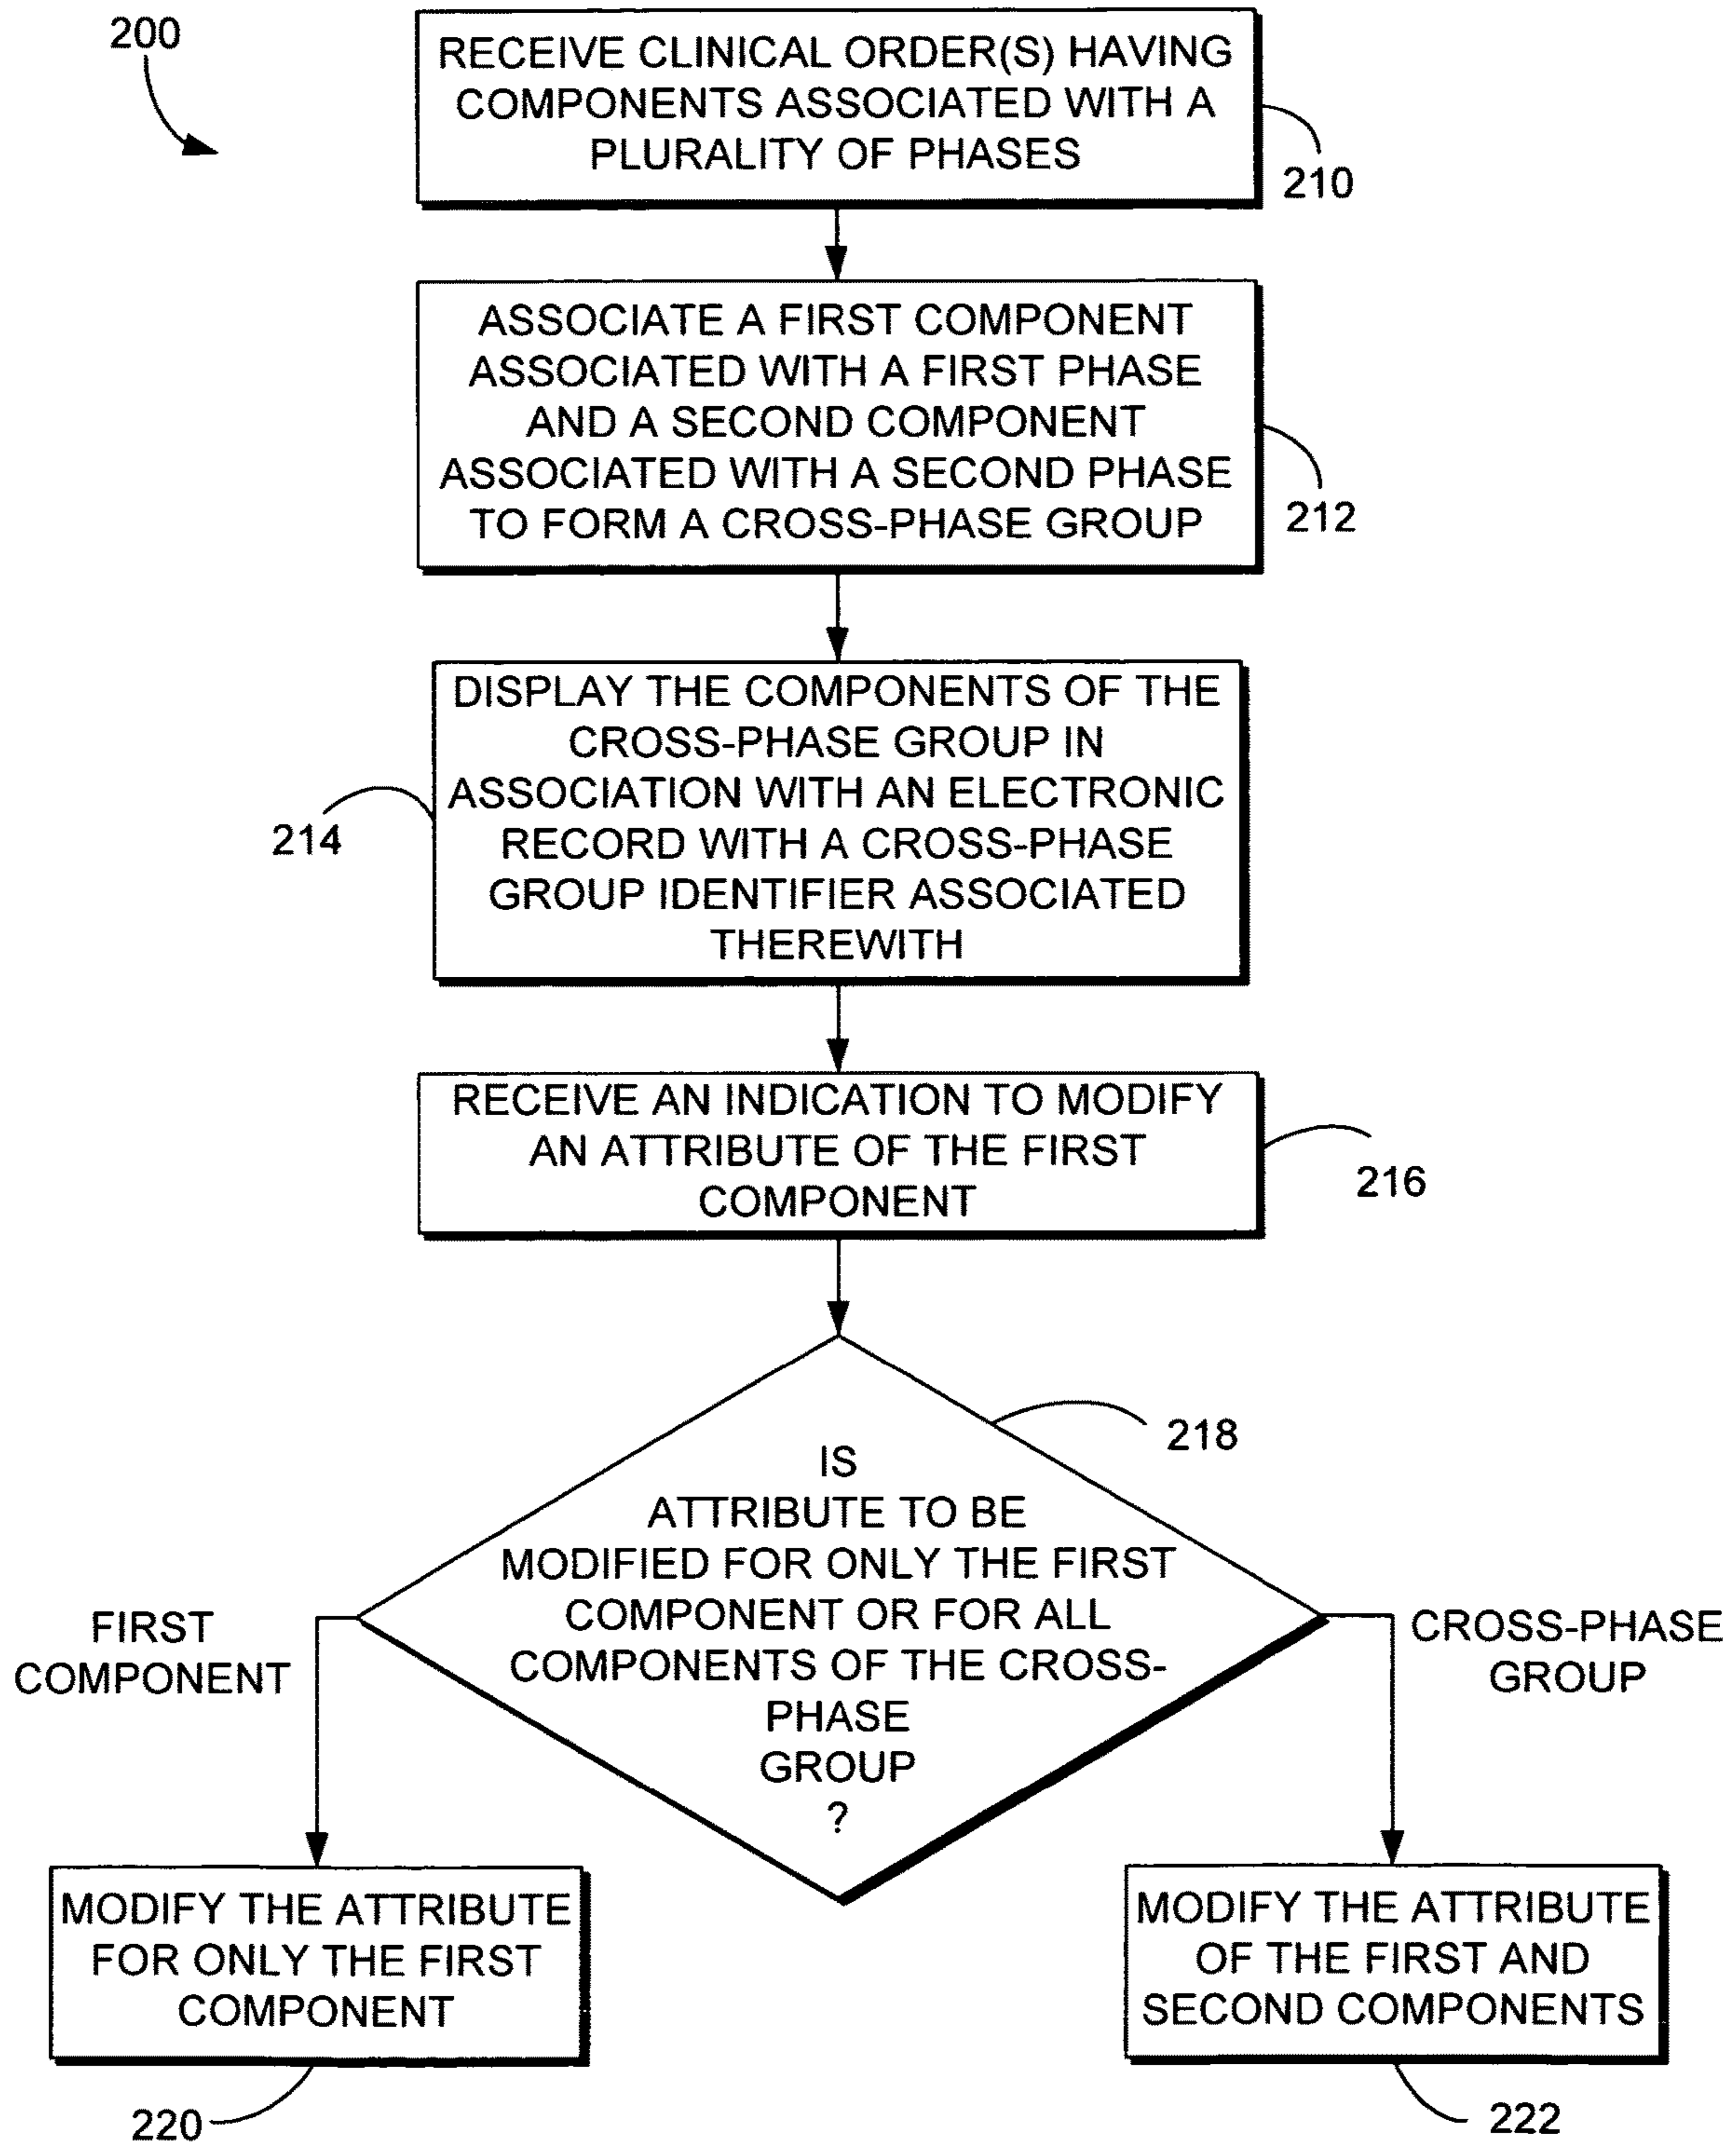 200
RECEIVE CLINICAL ORDER(S) HAVING
COMPONENTS ASSOCIATED WITH A
PLURALITY OF PHASES
210
ASSOCIATE A FIRST COMPONENT
ASSOCIATED WITH A FIRST PHASE
AND A SECOND COMPONENT
ASSOCIATED WITH A SECOND PHASE
TO FORM A CROSS-PHASE GROUP
212
DISPLAY THE COMPONENTS OF THE
CROSS-PHASE GROUP IN
ASSOCIATION WITH AN ELECTRONIC
RECORD WITH A CROSS-PHASE
GROUP IDENTIFIER ASSOCIATED
THEREWITH
214
RECEIVE AN INDICATION TO MODIFY
AN ATTRIBUTE OF THE FIRST
COMPONENT
216
218
IS
ATTRIBUTE TO BE
MODIFIED FOR ONLY THE FIRST
COMPONENT OR FOR ALL
COMPONENTS OF THE CROSS-
PHASE
GROUP
?
FIRST
COMPONENT
CROSS-PHASE
GROUP
MODIFY THE ATTRIBUTE
FOR ONLY THE FIRST
COMPONENT
220
MODIFY THE ATTRIBUTE
OF THE FIRST AND
SECOND COMPONENTS
222